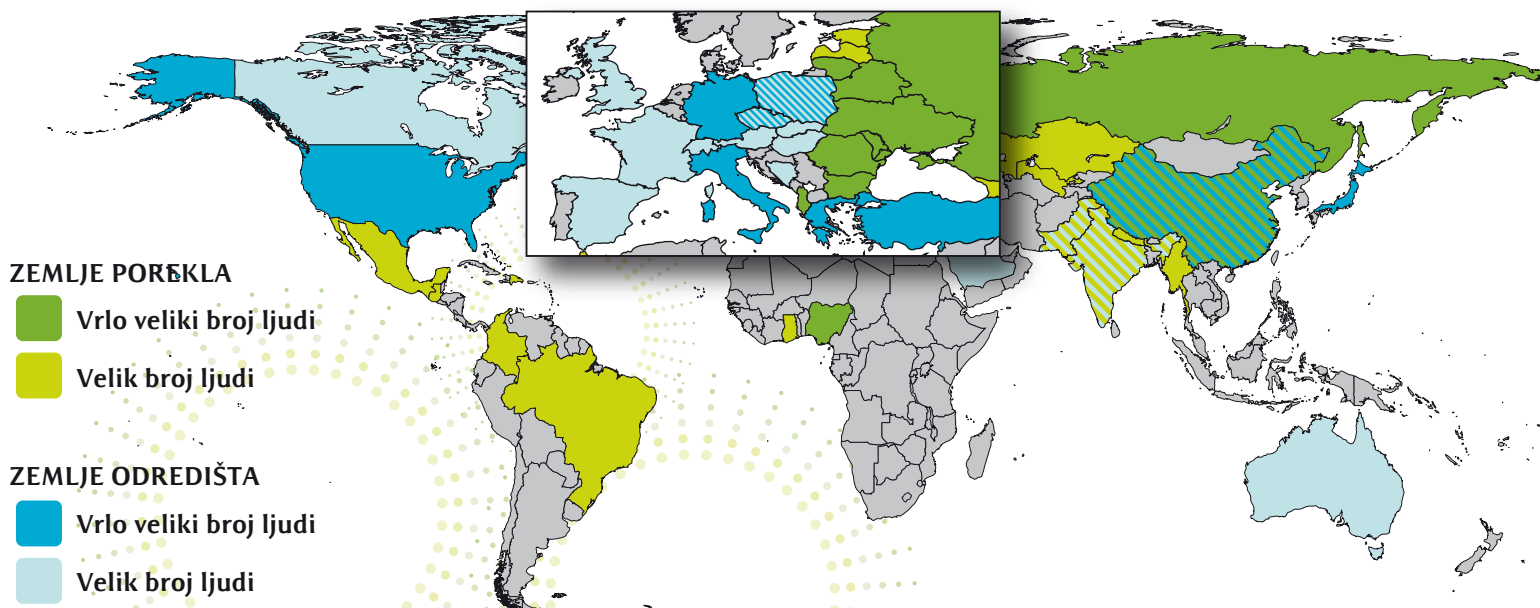 ZEMLJE POREKLA
Vrlo veliki broj ljudi
Velik broj ljudi
ZEMLJE ODREDIŠTA
Vrlo veliki broj ljudi
Velik broj ljudi